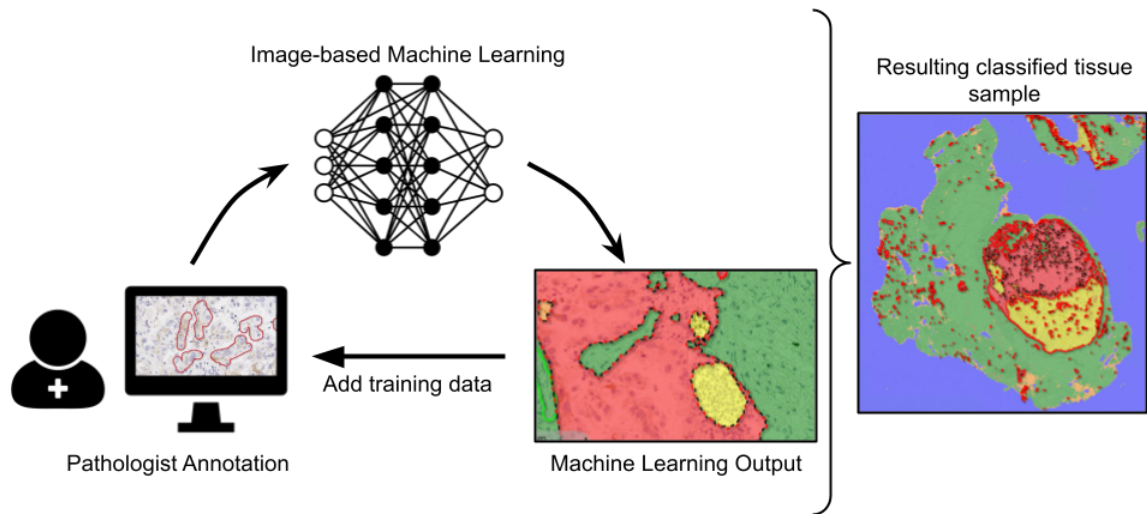 Image-based Machine Learning
Resulting classified tissue
sample
Add training data
Pathologist Annotation
Machine Learning Output